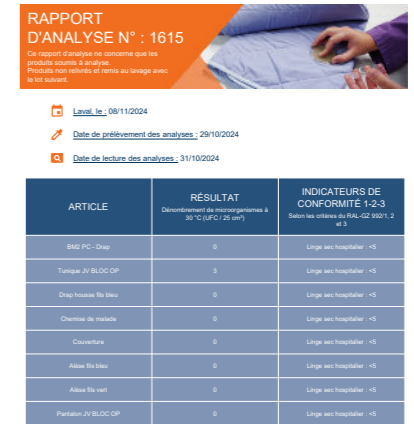 RAPPORT
D'ANALYSE N° : 1615
Ce rapport d'analyse ne concerne que les
produits soumis à analyse.
Produits non relivrés et remis au lavage avec
le lot suivant.
Laval, le : 08/11/2024
Date de prélèvement des analyses : 29/10/2024
Date de lecture des analyses : 31/10/2024
ARTICLE
RÉSULTAT
Dénombrement de microorganismes à
30 °C (UFC / 25 cm²)
INDICATEURS DE
CONFORMITÉ 1-2-3
Selon les critères du RAL-GZ 992/1, 2
et 3
BM2 PC - Drap 0 Linge sec hospitalier : <5
Tunique JV BLOC OP 3 Linge sec hospitalier : <5
Drap housse fils bleu 0 Linge sec hospitalier : <5
Chemise de malade 0 Linge sec hospitalier : <5
Couverture 0 Linge sec hospitalier : <5
Alèse fils bleu 0 Linge sec hospitalier : <5
Alèse fils vert 0 Linge sec hospitalier : <5
Pantalon JV BLOC OP 0 Linge sec hospitalier : <5